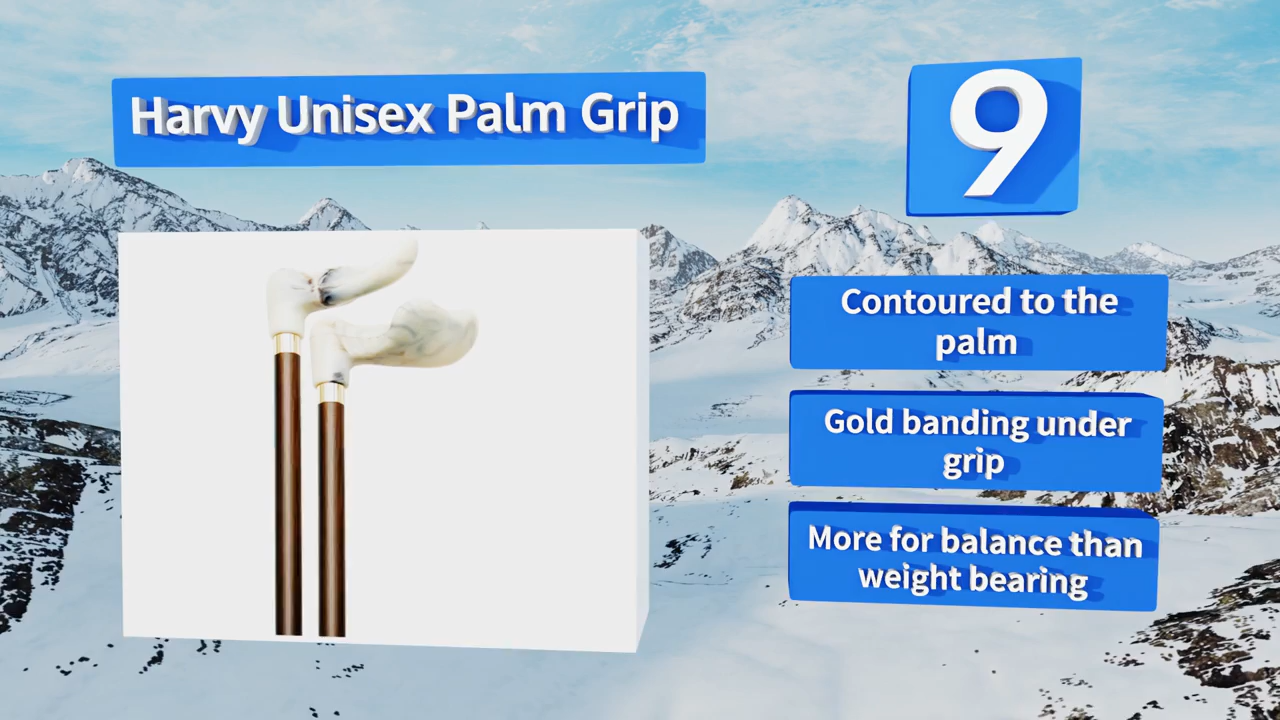 Harvy Unisex Palm Grip
9
Contoured to the
palm
Gold banding under
grip
More for balance than
weight bearing